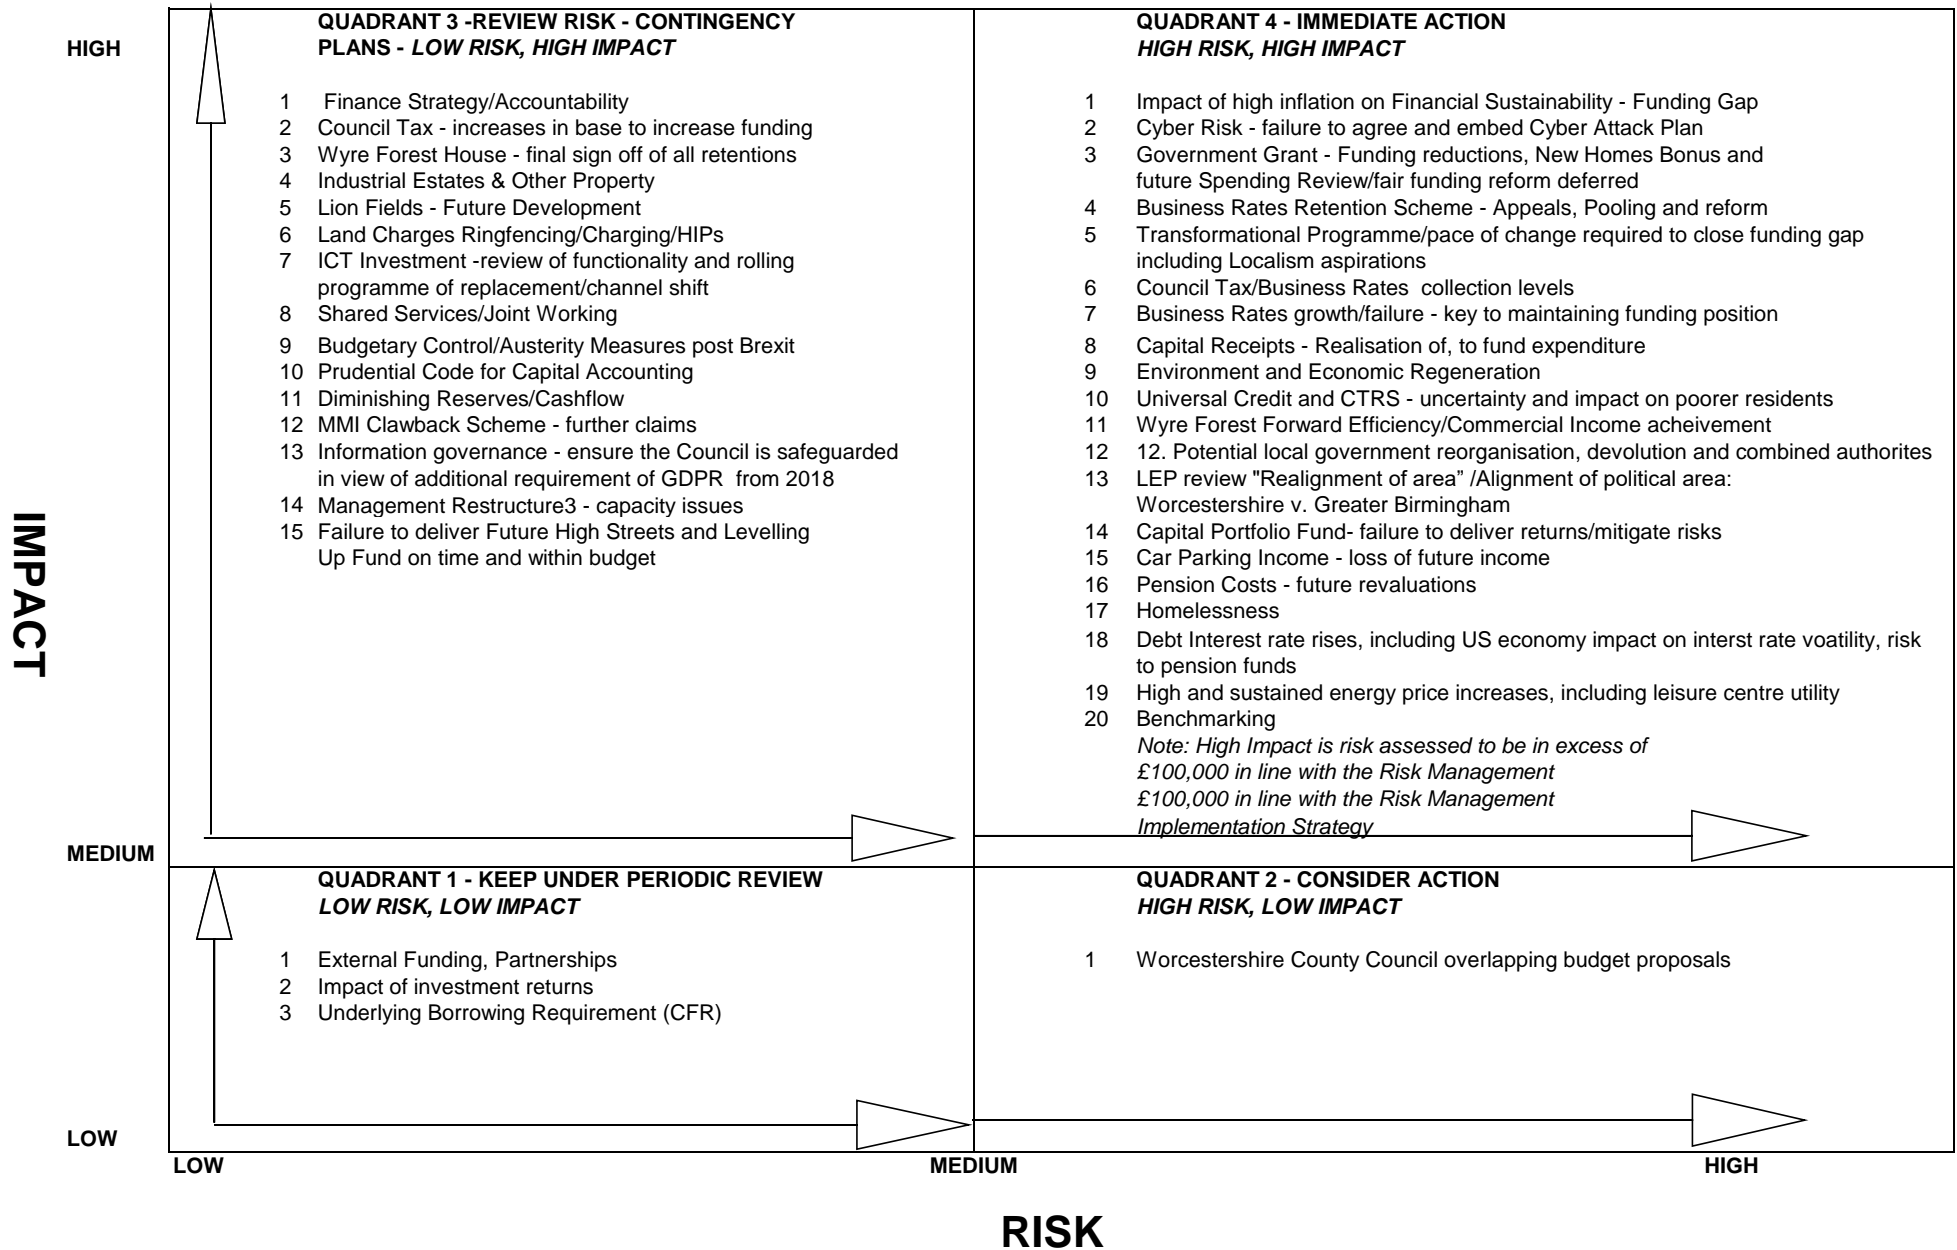 HIGH
QUADRANT 3 -REVIEW RISK - CONTINGENCY
PLANS - LOW RISK, HIGH IMPACT
1 Finance Strategy/Accountability
2 Council Tax - increases in base to increase funding
3 Wyre Forest House - final sign off of all retentions
4 Industrial Estates & Other Property
5 Lion Fields - Future Development
6 Land Charges Ringfencing/Charging/HIPs
7 ICT Investment -review of functionality and rolling
programme of replacement/channel shift
8 Shared Services/Joint Working
9 Budgetary Control/Austerity Measures post Brexit
10 Prudential Code for Capital Accounting
11 Diminishing Reserves/Cashflow
12 MMI Clawback Scheme - further claims
13 Information governance - ensure the Council is safeguarded
in view of additional requirement of GDPR from 2018
14 Management Restructure3 - capacity issues
15 Failure to deliver Future High Streets and Levelling
Up Fund on time and within budget
QUADRANT 4 - IMMEDIATE ACTION
HIGH RISK, HIGH IMPACT
1 Impact of high inflation on Financial Sustainability - Funding Gap
2 Cyber Risk - failure to agree and embed Cyber Attack Plan
3 Government Grant - Funding reductions, New Homes Bonus and
future Spending Review/fair funding reform deferred
4 Business Rates Retention Scheme - Appeals, Pooling and reform
5 Transformational Programme/pace of change required to close funding gap
including Localism aspirations
6 Council Tax/Business Rates collection levels
7 Business Rates growth/failure - key to maintaining funding position
8 Capital Receipts - Realisation of, to fund expenditure
9 Environment and Economic Regeneration
10 Universal Credit and CTRS - uncertainty and impact on poorer residents
11 Wyre Forest Forward Efficiency/Commercial Income acheivement
12 12. Potential local government reorganisation, devolution and combined authorites
13 LEP review "Realignment of area” /Alignment of political area:
Worcestershire v. Greater Birmingham
14 Capital Portfolio Fund- failure to deliver returns/mitigate risks
15 Car Parking Income - loss of future income
16 Pension Costs - future revaluations
17 Homelessness
18 Debt Interest rate rises, including US economy impact on interst rate voatility, risk
to pension funds
19 High and sustained energy price increases, including leisure centre utility
20 Benchmarking
Note: High Impact is risk assessed to be in excess of
£100,000 in line with the Risk Management
£100,000 in line with the Risk Management
Implementation Strategy
IMPACT
MEDIUM
QUADRANT 1 - KEEP UNDER PERIODIC REVIEW
LOW RISK, LOW IMPACT
1 External Funding, Partnerships
2 Impact of investment returns
3 Underlying Borrowing Requirement (CFR)
QUADRANT 2 - CONSIDER ACTION
HIGH RISK, LOW IMPACT
1 Worcestershire County Council overlapping budget proposals
LOW
LOW MEDIUM HIGH
RISK